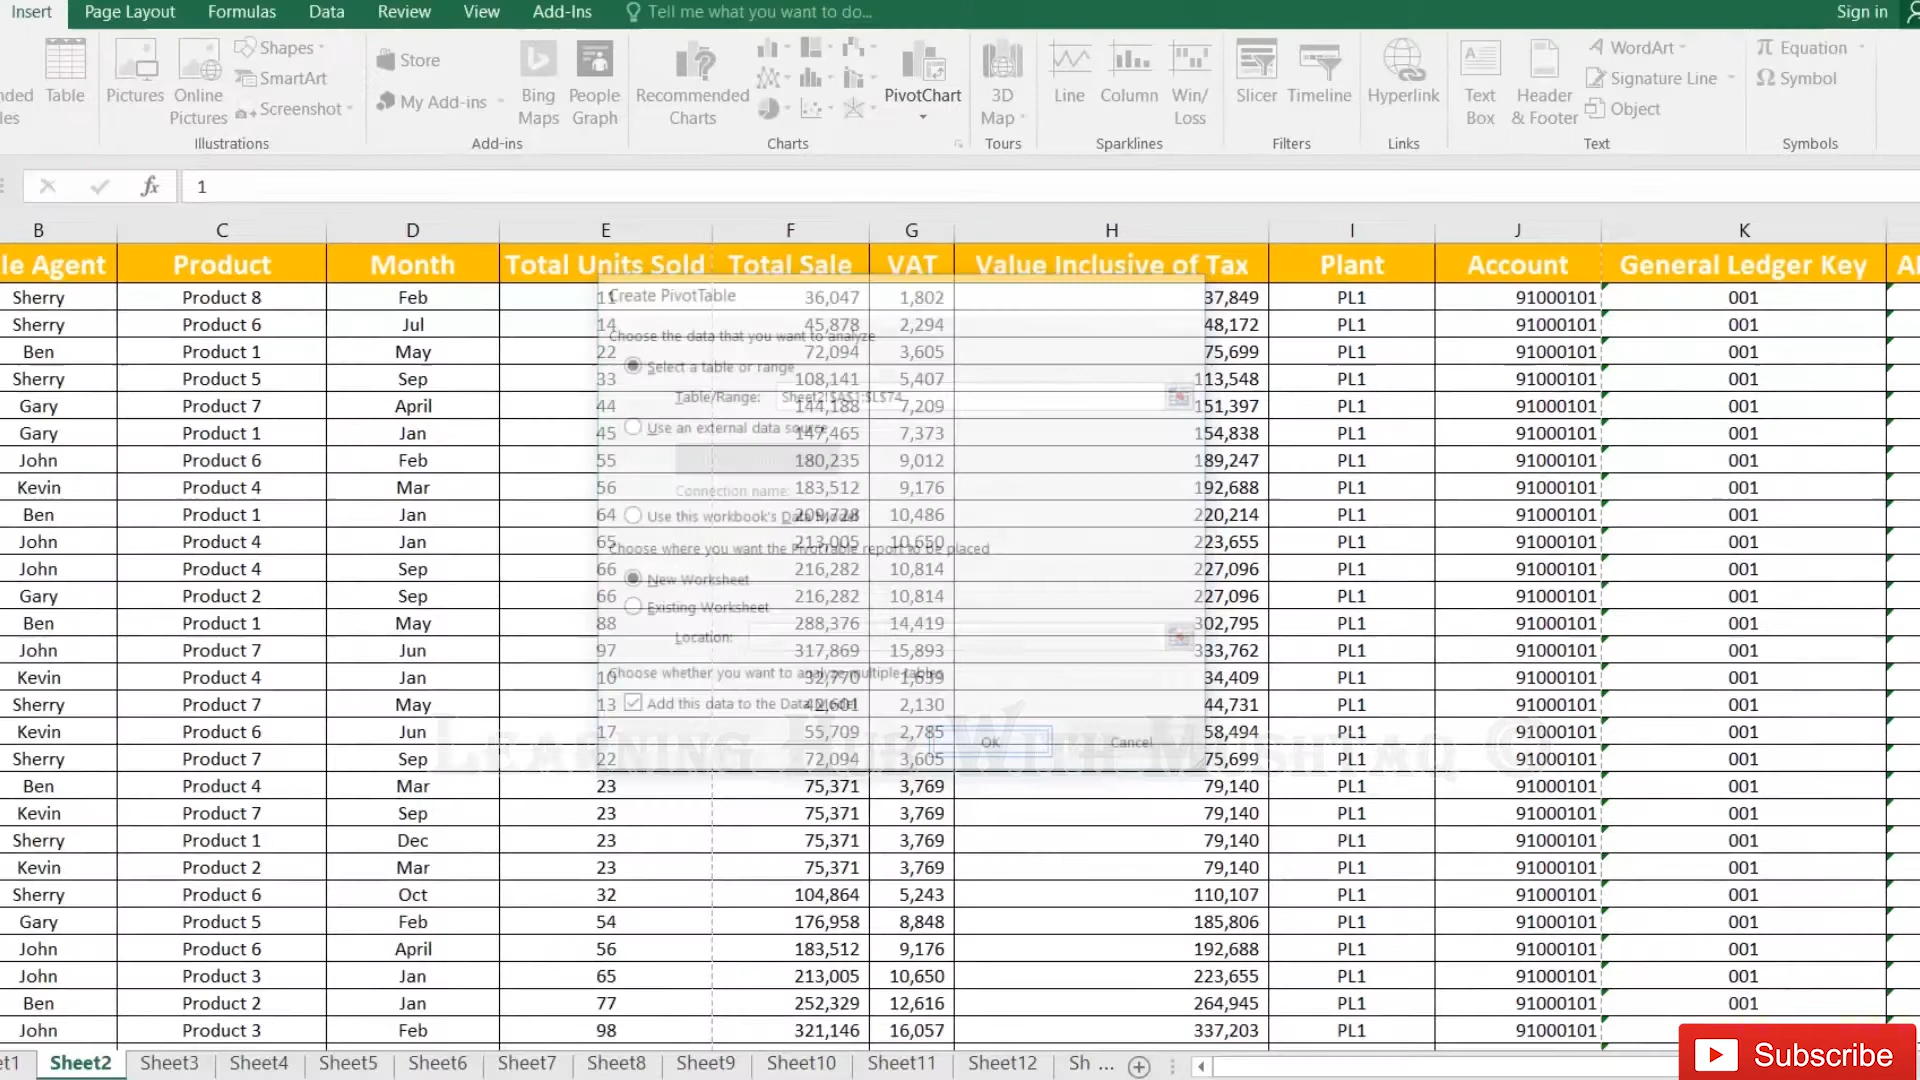 Insert Page Layout Formulas Data Review View Add-Ins Tell me what you want to do... Sign in
Table Pictures Online Pictures Shapes SmartArt Screenshot Store My Add-ins Bing Maps People Graph Recommended Charts PivotChart 3D Map Line Column Win/Loss Slicer Timeline Hyperlink Text Box Header & Footer WordArt Signature Line Object Equation Symbol
Illustrations Add-ins Charts Tours Sparklines Filters Links Text Symbols
fx 1
B C D E F G H I J K
le Agent Product Month Total Units Sold Total Sale VAT Value Inclusive of Tax Plant Account General Ledger Key
Sherry Product 8 Feb 11 36,047 1,802 37,849 PL1 91000101 001
Sherry Product 6 Jul 14 45,878 2,294 48,172 PL1 91000101 001
Ben Product 1 May 22 72,094 3,605 75,699 PL1 91000101 001
Sherry Product 5 Sep 33 108,141 5,407 113,548 PL1 91000101 001
Gary Product 7 April 44 144,188 7,209 151,397 PL1 91000101 001
Gary Product 1 Jan 45 147,465 7,373 154,838 PL1 91000101 001
John Product 6 Feb 55 180,235 9,012 189,247 PL1 91000101 001
Kevin Product 4 Mar 56 183,512 9,176 192,688 PL1 91000101 001
Ben Product 1 Jan 64 209,728 10,486 220,214 PL1 91000101 001
John Product 4 Jan 65 213,005 10,650 223,655 PL1 91000101 001
John Product 4 Sep 66 216,282 10,814 227,096 PL1 91000101 001
Gary Product 2 Sep 66 216,282 10,814 227,096 PL1 91000101 001
Ben Product 1 May 88 288,376 14,419 302,795 PL1 91000101 001
John Product 7 Jun 97 317,869 15,893 333,762 PL1 91000101 001
Kevin Product 4 Jan 10 32,770 1,639 34,409 PL1 91000101 001
Sherry Product 7 May 13 42,601 2,130 44,731 PL1 91000101 001
Kevin Product 6 Jun 17 55,709 2,785 58,494 PL1 91000101 001
Sherry Product 7 Sep 22 72,094 3,605 75,699 PL1 91000101 001
Ben Product 4 Mar 23 75,371 3,769 79,140 PL1 91000101 001
Kevin Product 7 Sep 23 75,371 3,769 79,140 PL1 91000101 001
Sherry Product 1 Dec 23 75,371 3,769 79,140 PL1 91000101 001
Kevin Product 2 Mar 23 75,371 3,769 79,140 PL1 91000101 001
Sherry Product 6 Oct 32 104,864 5,243 110,107 PL1 91000101 001
Gary Product 5 Feb 54 176,958 8,848 185,806 PL1 91000101 001
John Product 6 April 56 183,512 9,176 192,688 PL1 91000101 001
John Product 3 Jan 65 213,005 10,650 223,655 PL1 91000101 001
Ben Product 2 Jan 77 252,329 12,616 264,945 PL1 91000101 001
John Product 3 Feb 98 321,146 16,057 337,203 PL1 91000101
Create PivotTable
Choose the data that you want to analyze
Select a table or range
Table/Range: Sheet2!$A$1:$L$74
Use an external data source
Connection name:
Use this workbook's Data Model
Choose where you want the PivotTable report to be placed
New Worksheet
Existing Worksheet
Location:
Choose whether you want to analyze multiple tables
Add this data to the Data Model
OK Cancel
Learning Hub With Mushtaq ©
Sheet2 Sheet3 Sheet4 Sheet5 Sheet6 Sheet7 Sheet8 Sheet9 Sheet10 Sheet11 Sheet12 Sh ...
Subscribe